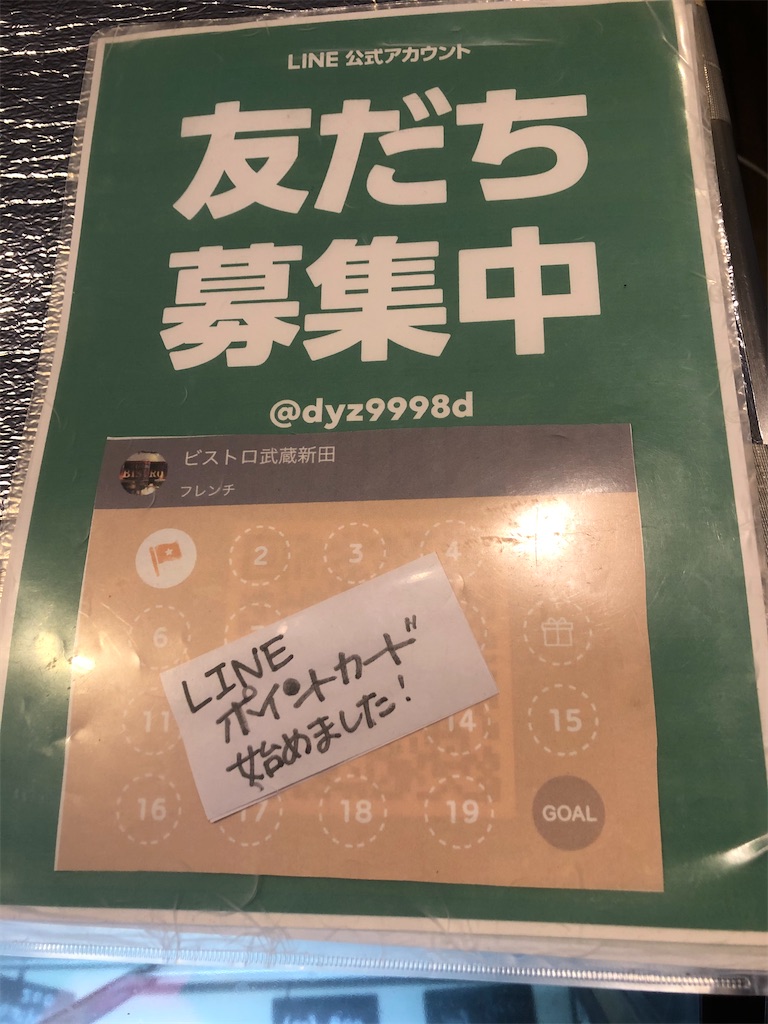 LINE 公式アカウント
友だち
募集中
@dyz9998d
ビストロ武蔵新田
フレンチ
2 3 4
6
LINE
ポイントカード
始めました!
11 14 15
16 17 18 19 GOAL